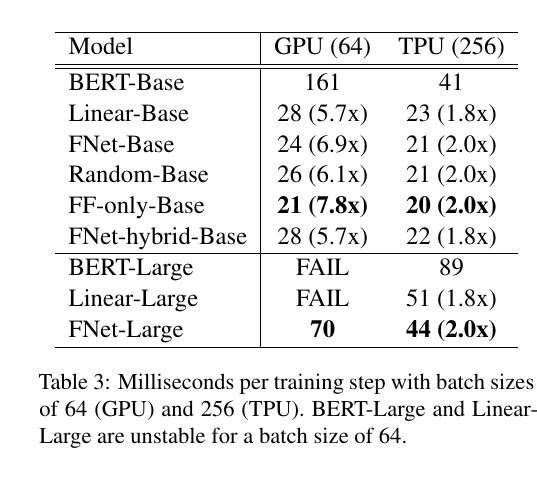 Model GPU (64) TPU (256)
BERT-Base 161 41
Linear-Base 28 (5.7x) 23 (1.8x)
FNet-Base 24 (6.9x) 21 (2.0x)
Random-Base 26 (6.1x) 21 (2.0x)
FF-only-Base 21 (7.8x) 20 (2.0x)
FNet-hybrid-Base 28 (5.7x) 22 (1.8x)
BERT-Large FAIL 89
Linear-Large FAIL 51 (1.8x)
FNet-Large 70 44 (2.0x)
Table 3: Milliseconds per training step with batch sizes
of 64 (GPU) and 256 (TPU). BERT-Large and Linear-
Large are unstable for a batch size of 64.